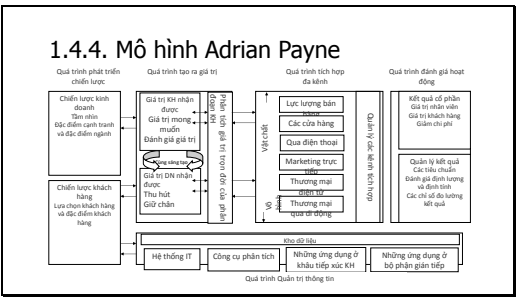 1.4.4. Mô hình Adrian Payne
Quá trình phát triển
chiến lược
Quá trình tạo ra giá trị
Quá trình tích hợp
đa kênh
Quá trình đánh giá hoạt
động
Chiến lược kinh
doanh
Tầm nhìn
Đặc điểm cạnh tranh
và đặc điểm ngành
Chiến lược khách
hàng
Lựa chọn khách hàng
và đặc điểm khách
hàng
Giá trị KH nhận
được
Giá trị mong
muốn
Đánh giá giá trị
Cùng sáng tạo
Giá trị DN nhận
được
Thu hút
Giữ chân
Phân tích giá trị trọn đời của phân
đoạn KH
Vật chất
Vô
hình
Lực lượng bán
hàng
Các cửa hàng
Qua điện thoại
Marketing trực
tiếp
Thương mại
điện tử
Thương mại
qua di động
Quản lý các kênh tích hợp
Kết quả cổ phần
Giá trị nhân viên
Giá trị khách hàng
Giảm chi phí
Quản lý kết quả
Các tiêu chuẩn
Đánh giá định lượng
và định tính
Các chỉ số đo lường
kết quả
Kho dữ liệu
Hệ thống IT
Công cụ phân tích
Những ứng dụng ở
khâu tiếp xúc KH
Những ứng dụng ở
bộ phận gián tiếp
Quá trình Quản trị thông tin